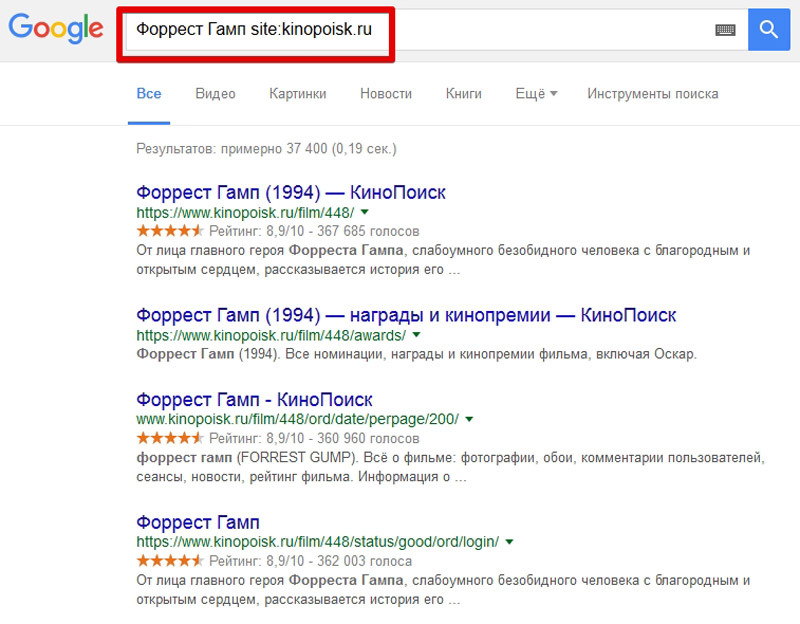 Google
Форрест Гамп site:kinopoisk.ru
Все Видео Картинки Новости Книги Ещё Инструменты поиска
Результатов: примерно 37 400 (0,19 сек.)
Форрест Гамп (1994) — КиноПоиск
https://www.kinopoisk.ru/film/448/
Рейтинг: 8,9/10 - 367 685 голосов
От лица главного героя Форреста Гампа, слабоумного безобидного человека с благородным и
открытым сердцем, рассказывается история его ...
Форрест Гамп (1994) — награды и кинопремии — КиноПоиск
https://www.kinopoisk.ru/film/448/awards/
Форрест Гамп (1994). Все номинации, награды и кинопремии фильма, включая Оскар.
Форрест Гамп - КиноПоиск
www.kinopoisk.ru/film/448/ord/date/perpage/200/
Рейтинг: 8,9/10 - 360 960 голосов
форрест гамп (FORREST GUMP). Всё о фильме: фотографии, обои, комментарии пользователей,
сеансы, новости, рейтинг фильма. Информация о ...
Форрест Гамп
https://www.kinopoisk.ru/film/448/status/good/ord/login/
Рейтинг: 8,9/10 - 362 003 голоса
От лица главного героя Форреста Гампа, слабоумного безобидного человека с благородным и
открытым сердцем, рассказывается история его ...